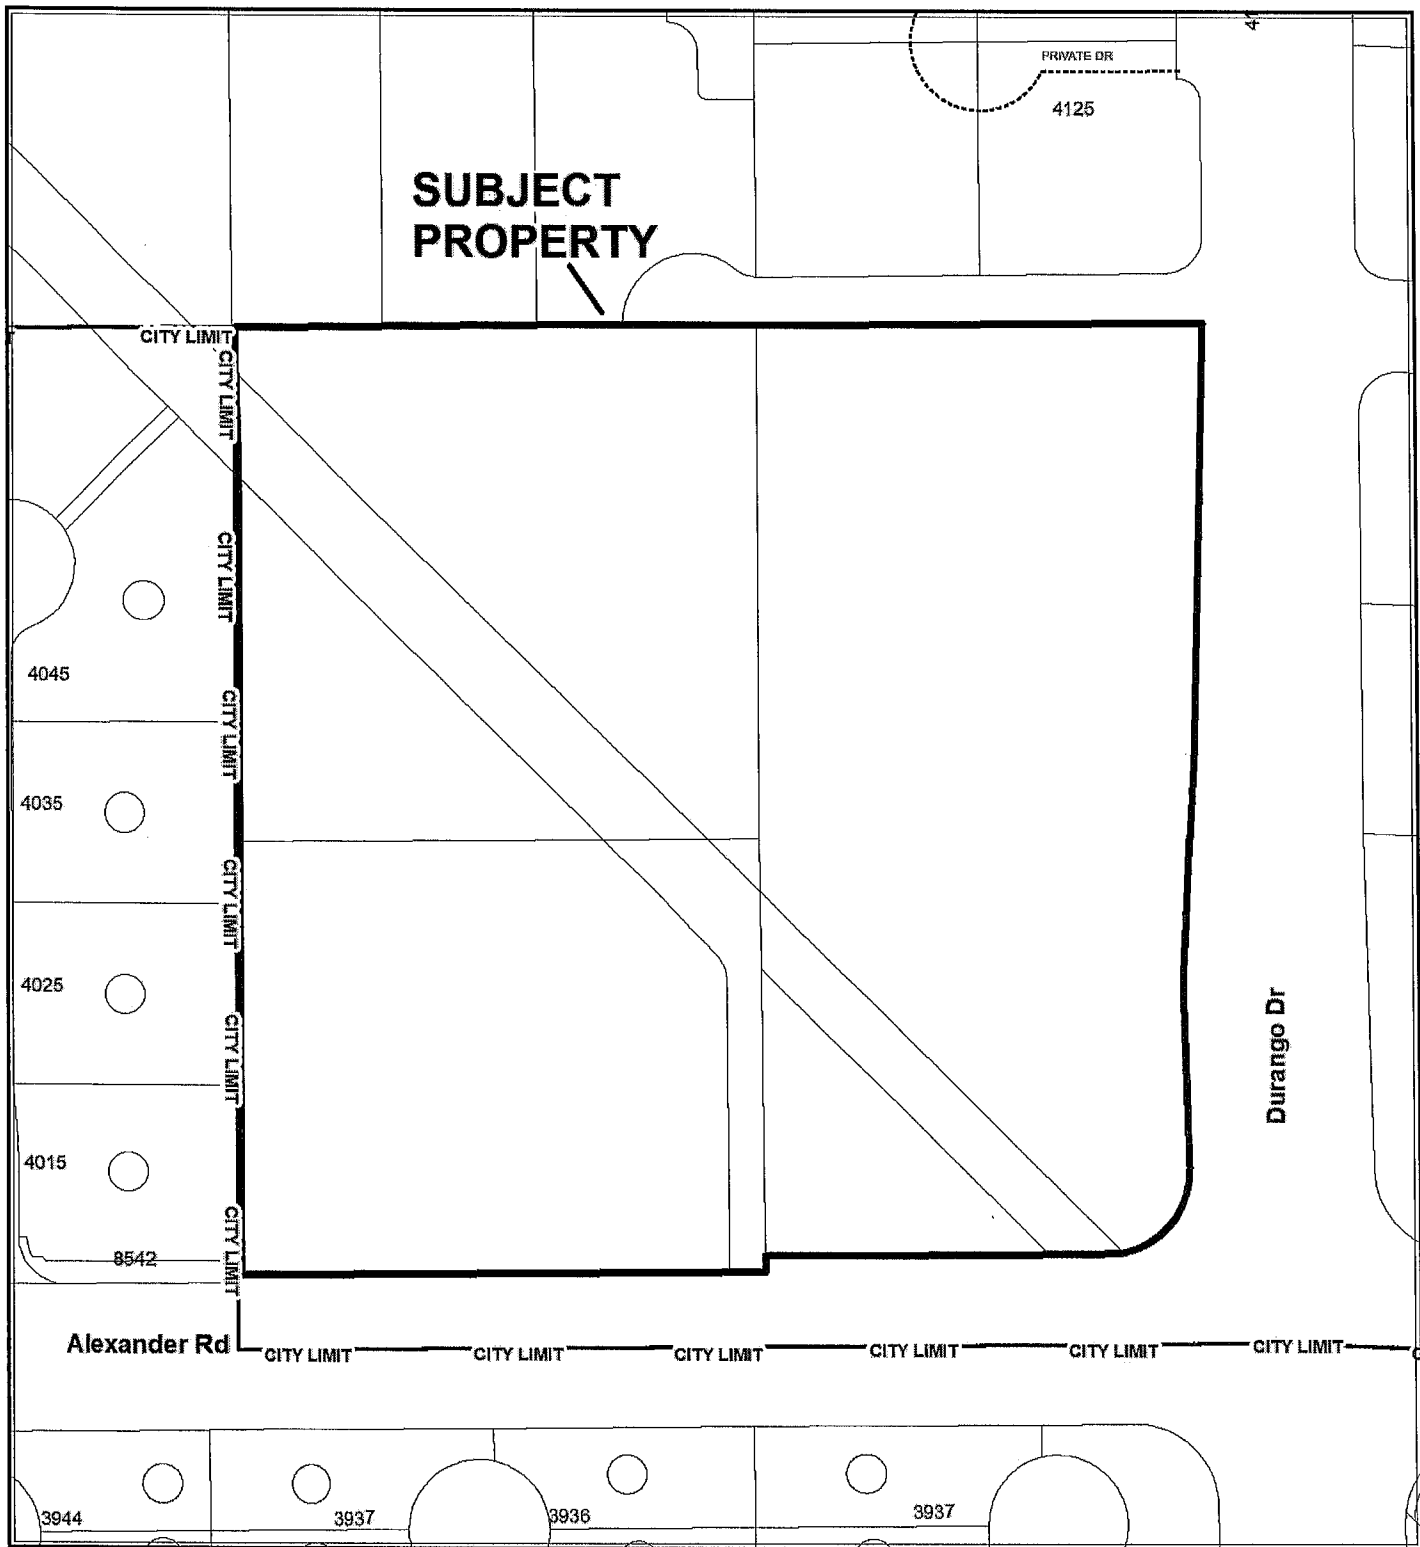 41
PRIVATE DR
4125
SUBJECT
PROPERTY
CITY LIMIT
CITY LIMIT
CITY LIMIT
4045
CITY LIMIT
4035
CITY LIMIT
4025
CITY LIMIT
Durango Dr
4015
CITY LIMIT
8542
Alexander Rd
CITY LIMIT CITY LIMIT CITY LIMIT CITY LIMIT CITY LIMIT CITY LIMIT
3944 3937 3936 3937